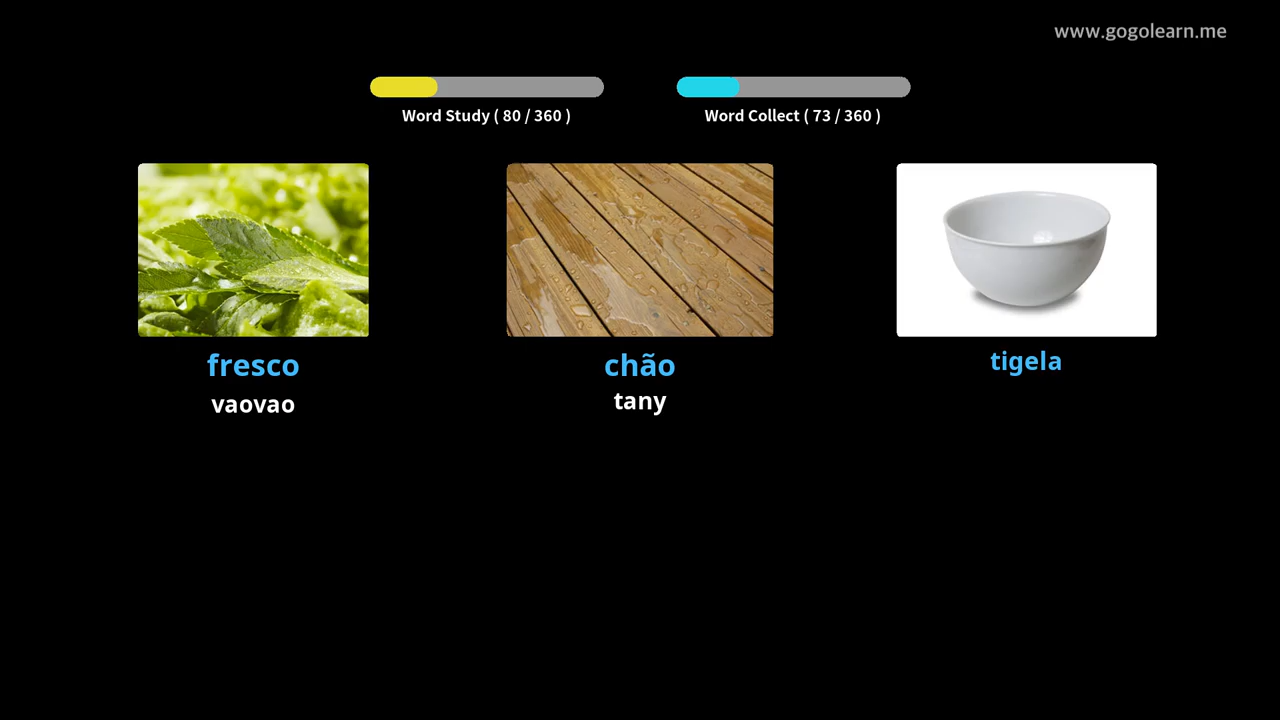 www.gogolearn.me
Word Study ( 80 / 360 )
Word Collect ( 73 / 360 )
fresco
vaovao
chão
tany
tigela